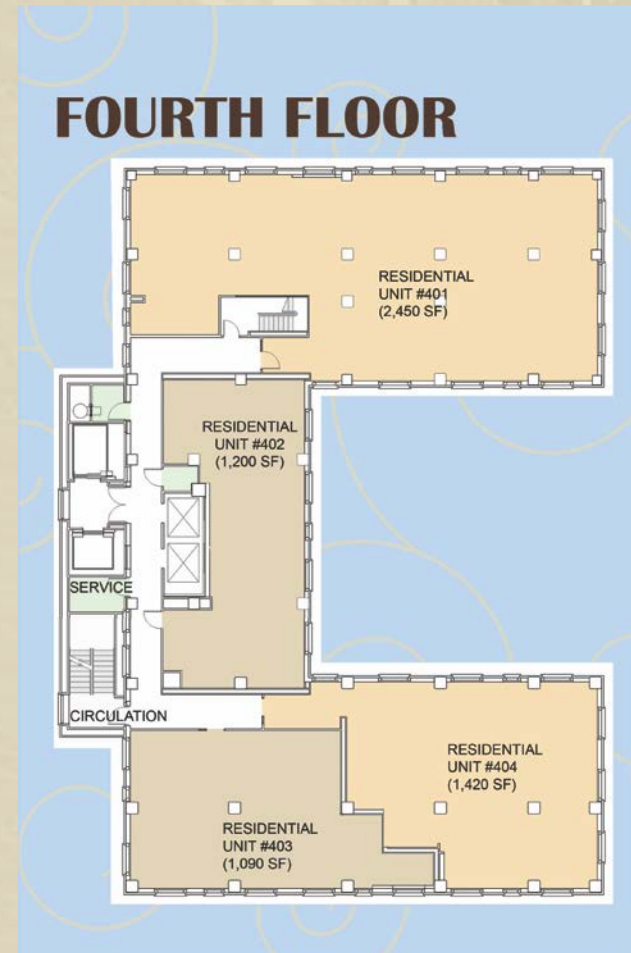 FOURTH FLOOR
RESIDENTIAL
UNIT #401
(2,450 SF)
RESIDENTIAL
UNIT #402
(1,200 SF)
SERVICE
CIRCULATION
RESIDENTIAL
UNIT #404
(1,420 SF)
RESIDENTIAL
UNIT #403
(1,090 SF)